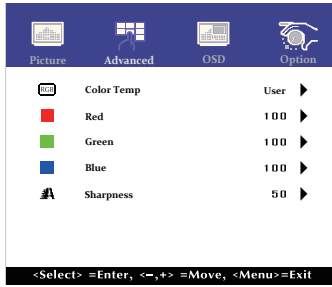 Picture Advanced OSD Option
RGB Color Temp User
Red 100
Green 100
Blue 100
A Sharpness 50
<Select> =Enter, <−,+> =Move, <Menu>=Exit